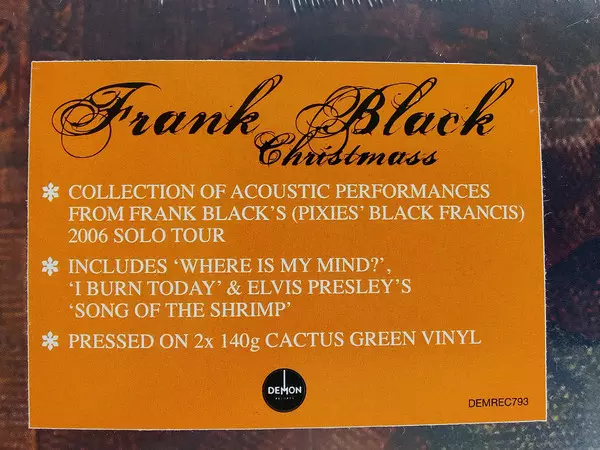 Frank Black
Christmass
✽ COLLECTION OF ACOUSTIC PERFORMANCES
FROM FRANK BLACK'S (PIXIES' BLACK FRANCIS)
2006 SOLO TOUR
✽ INCLUDES ‘WHERE IS MY MIND?’,
‘I BURN TODAY’ & ELVIS PRESLEY’S
‘SONG OF THE SHRIMP’
✽ PRESSED ON 2x 140g CACTUS GREEN VINYL
DEMON
RECORDS
DEMREC793